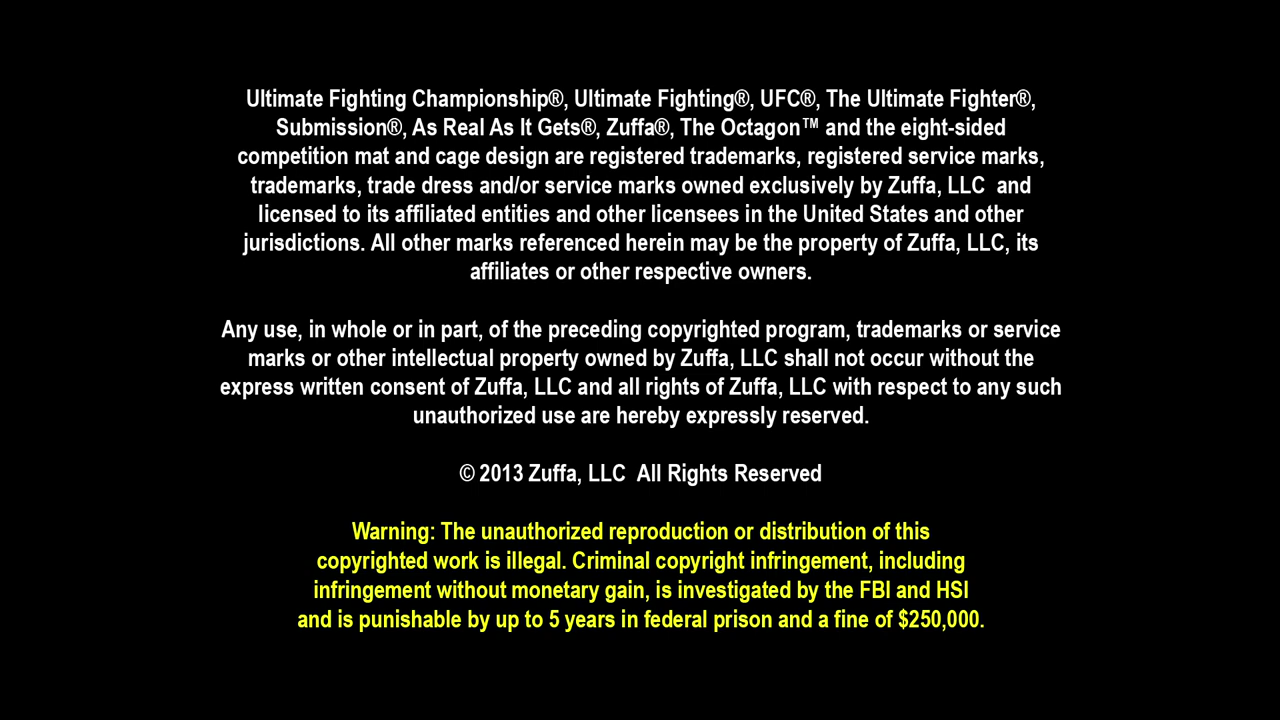 Ultimate Fighting Championship®, Ultimate Fighting®, UFC®, The Ultimate Fighter®,
Submission®, As Real As It Gets®, Zuffa®, The Octagon™ and the eight-sided
competition mat and cage design are registered trademarks, registered service marks,
trademarks, trade dress and/or service marks owned exclusively by Zuffa, LLC  and
licensed to its affiliated entities and other licensees in the United States and other
jurisdictions. All other marks referenced herein may be the property of Zuffa, LLC, its
affiliates or other respective owners.

Any use, in whole or in part, of the preceding copyrighted program, trademarks or service
marks or other intellectual property owned by Zuffa, LLC shall not occur without the
express written consent of Zuffa, LLC and all rights of Zuffa, LLC with respect to any such
unauthorized use are hereby expressly reserved.

© 2013 Zuffa, LLC  All Rights Reserved

Warning: The unauthorized reproduction or distribution of this
copyrighted work is illegal. Criminal copyright infringement, including
infringement without monetary gain, is investigated by the FBI and HSI
and is punishable by up to 5 years in federal prison and a fine of $250,000.